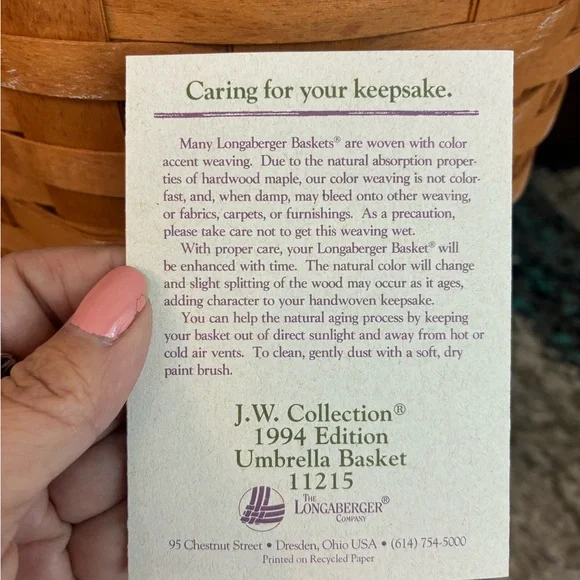 Caring for your keepsake.
Many Longaberger Baskets® are woven with color
accent weaving. Due to the natural absorption proper-
ties of hardwood maple, our color weaving is not color-
fast, and, when damp, may bleed onto other weaving,
or fabrics, carpets, or furnishings. As a precaution,
please take care not to get this weaving wet.
With proper care, your Longaberger Basket® will
be enhanced with time. The natural color will change
and slight splitting of the wood may occur as it ages,
adding character to your handwoven keepsake.
You can help the natural aging process by keeping
your basket out of direct sunlight and away from hot or
cold air vents. To clean, gently dust with a soft, dry
paint brush.
J.W. Collection®
1994 Edition
Umbrella Basket
11215
THE
LONGABERGER®
COMPANY
95 Chestnut Street • Dresden, Ohio USA • (614) 754-5000
Printed on Recycled Paper